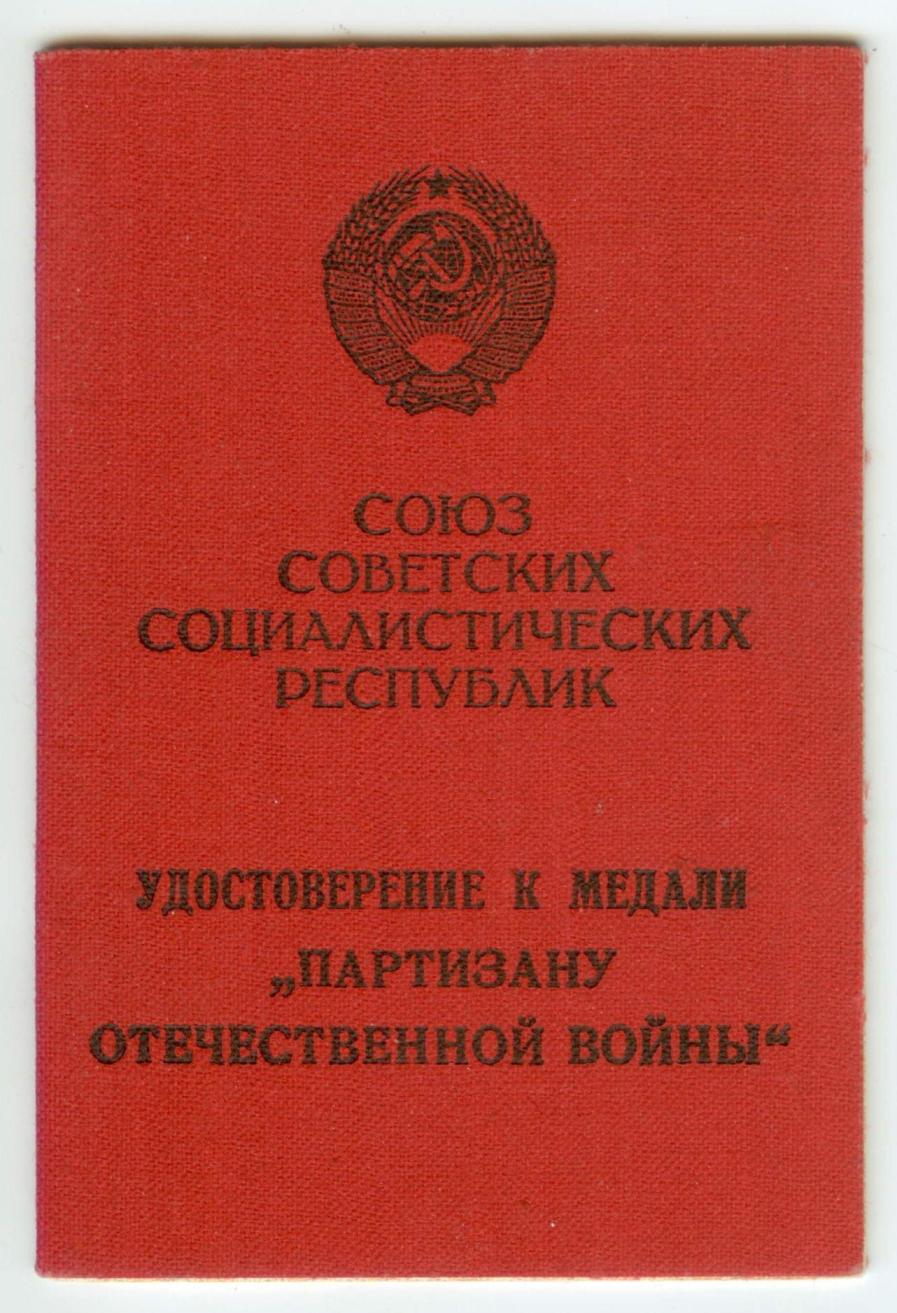 СОЮЗ
СОВЕТСКИХ
СОЦИАЛИСТИЧЕСКИХ
РЕСПУБЛИК
УДОСТОВЕРЕНИЕ К МЕДАЛИ
„ПАРТИЗАНУ
ОТЕЧЕСТВЕННОЙ ВОЙНЫ“